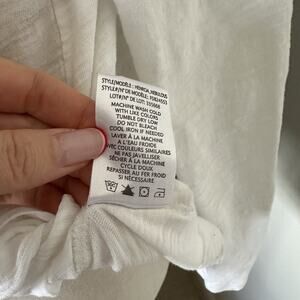 STYLE/MODÈLE:
STYLE#/N° DE MODÈLE:
LOT#/N° DE LOT:
MACHINE WASH COLD
WITH LIKE COLORS
TUMBLE DRY LOW
DO NOT BLEACH
COOL IRON IF NEEDED
LAVER À LA MACHINE
A L'EAU FROIDE
AVEC COULEURS SIMILAIRES
NE PAS JAVELLISER
SÉCHER À LA MACHINE
CYCLE DOUX
REPASSER AU FER FROID
SI NÉCESSAIRE